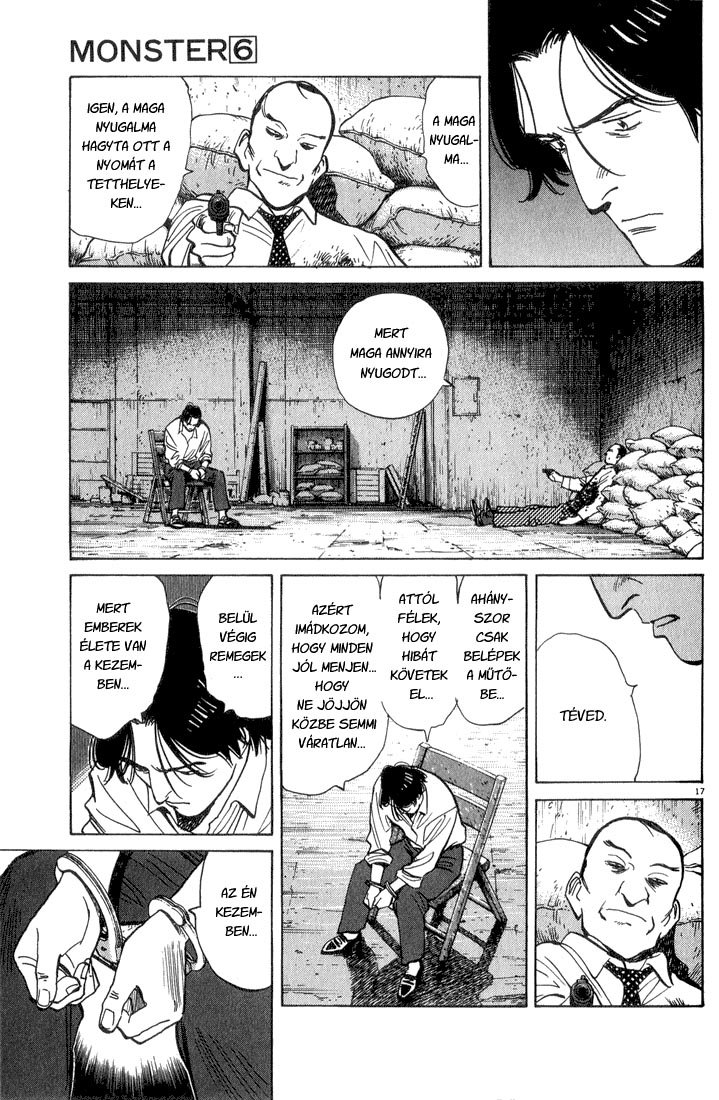 MONSTER 6
A MAGA
NYUGAL-
MA...
IGEN, A MAGA
NYUGALMA
HAGYTA OTT A
NYOMÁT A
TETTHELYE-
KEN...
MERT
MAGA ANNYIRA
NYUGODT...
TÉVED.
17
AHÁNY-
SZOR
CSAK
BELÉPEK
A MŰTŐ-
BE...
ATTÓL
FÉLEK,
HOGY
HIBÁT
KÖVETEK
EL...
AZÉRT
IMÁDKOZOM,
HOGY MINDEN
JÓL MENJEN...
HOGY
NE JÖJJÖN
KÖZBE SEMMI
VÁRATLAN...
BELÜL
VÉGIG
REMEGEK
...
MERT
EMBEREK
ÉLETE VAN
A KEZEM-
BEN...
AZ ÉN
KEZEM-
BEN...